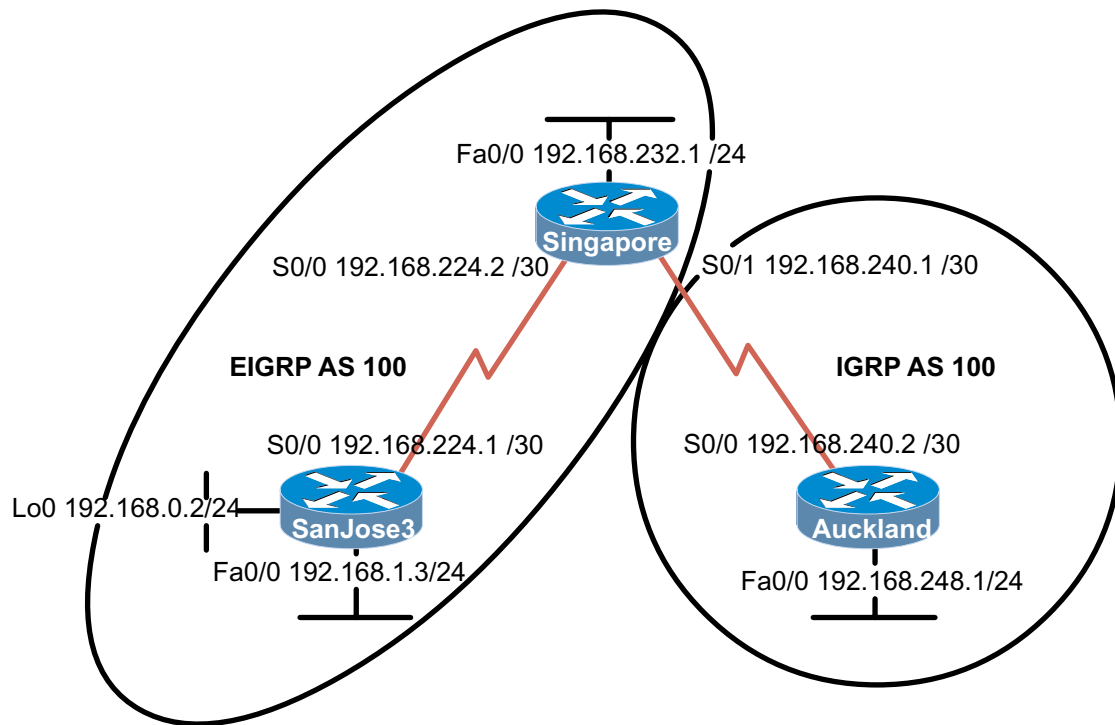 Fa0/0 192.168.232.1 /24
Singapore
S0/0 192.168.224.2 /30
S0/1 192.168.240.1 /30
EIGRP AS 100
IGRP AS 100
S0/0 192.168.224.1 /30
S0/0 192.168.240.2 /30
Lo0 192.168.0.2/24
SanJose3
Auckland
Fa0/0 192.168.1.3/24
Fa0/0 192.168.248.1/24